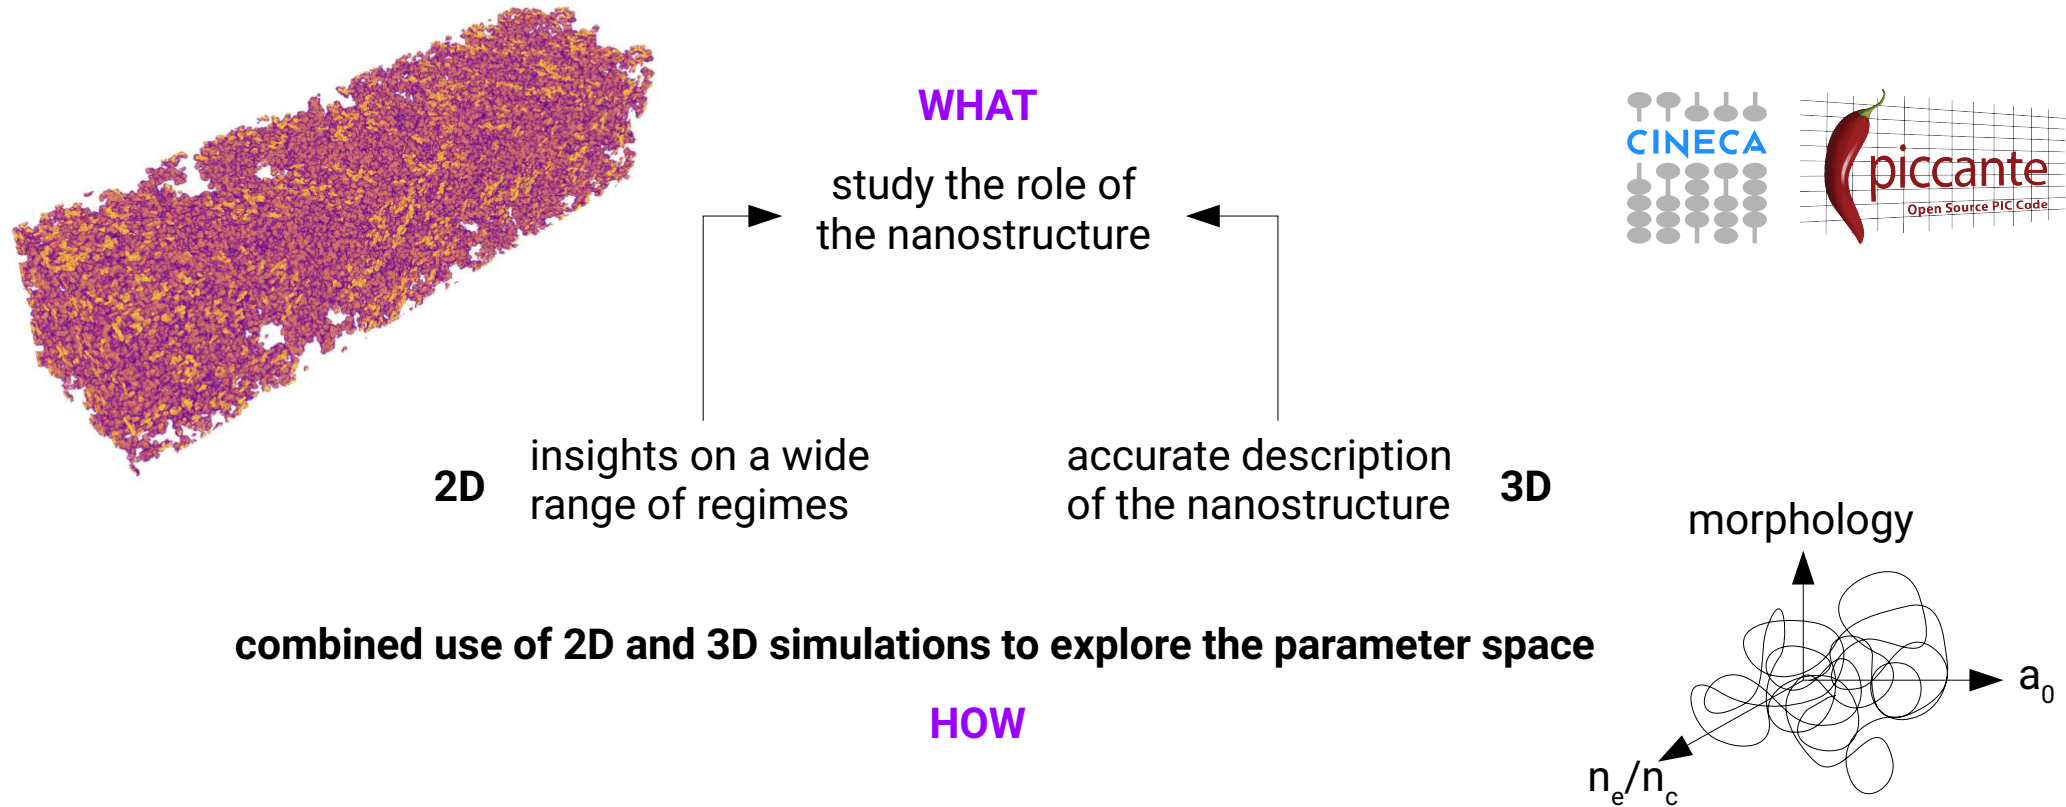 WHAT
study the role of
the nanostructure
CINECA
piccante
Open Source PIC Code
2D
insights on a wide
range of regimes
accurate description
of the nanostructure
3D
morphology
combined use of 2D and 3D simulations to explore the parameter space
a₀
HOW
nₑ/n꜀